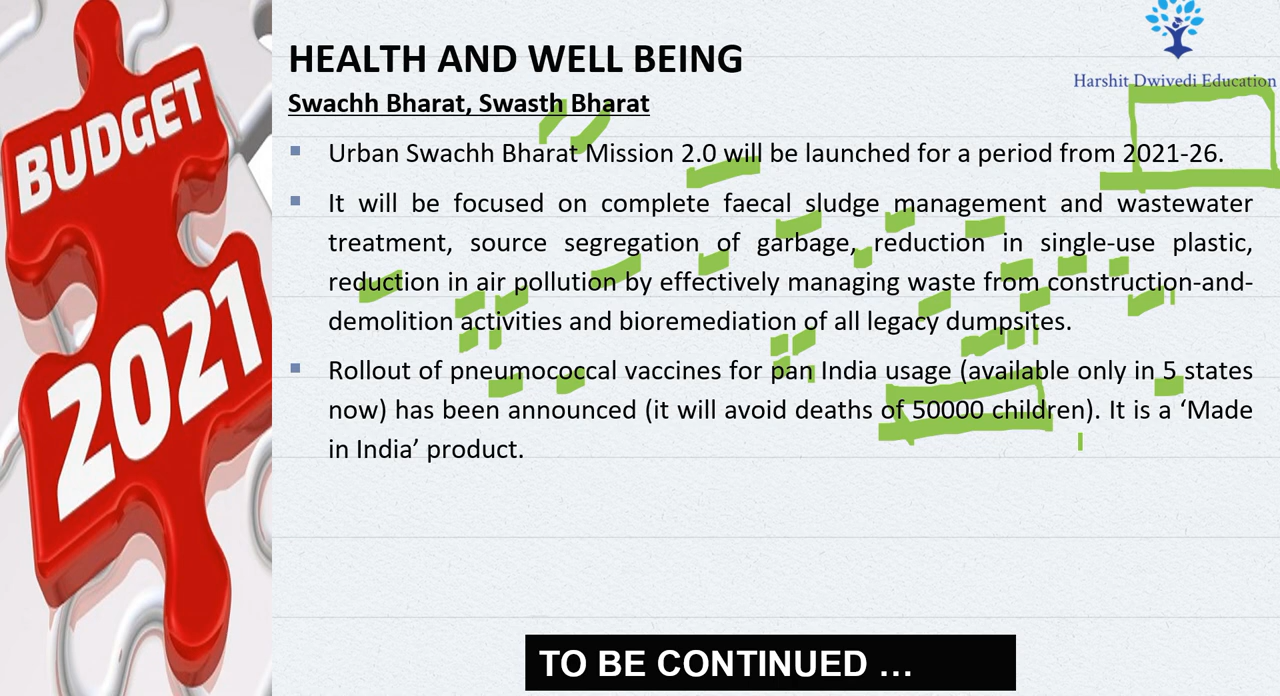 BUDGET
2021
Harshit Dwivedi Education
HEALTH AND WELL BEING
Swachh Bharat, Swasth Bharat
Urban Swachh Bharat Mission 2.0 will be launched for a period from 2021-26.
It will be focused on complete faecal sludge management and wastewater
treatment, source segregation of garbage, reduction in single-use plastic,
reduction in air pollution by effectively managing waste from construction-and-
demolition activities and bioremediation of all legacy dumpsites.
Rollout of pneumococcal vaccines for pan India usage (available only in 5 states
now) has been announced (it will avoid deaths of 50000 children). It is a ‘Made
in India’ product.
TO BE CONTINUED …